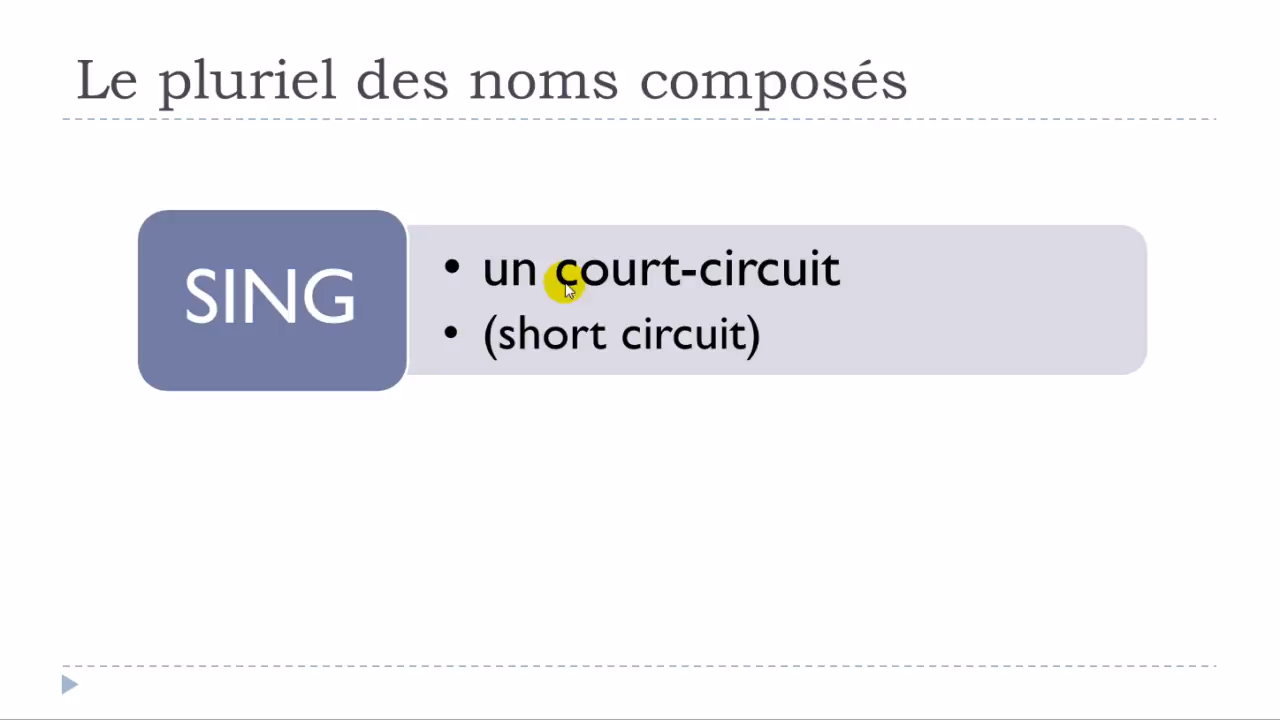 Le pluriel des noms composés
SING
• un court-circuit
• (short circuit)